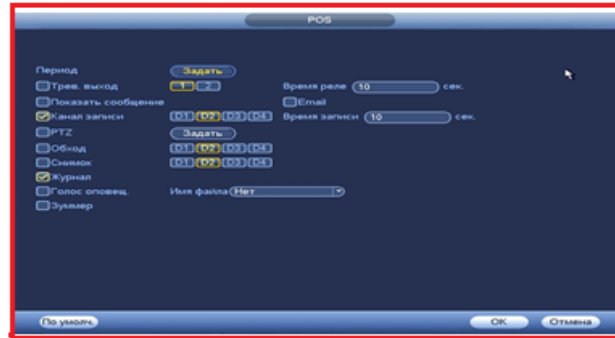 POS
Период Задать
Трев. выход 1 2 Время реле 10 сек.
Показать сообщение Email
Канал записи D1 D2 D3 D4 Время записи 10 сек.
PTZ Задать
Обход D1 D2 D3 D4
Снимок D1 D2 D3 D4
Журнал
Голос оповещ. Имя файла Нет
Зуммер
По умолч. OK Отмена